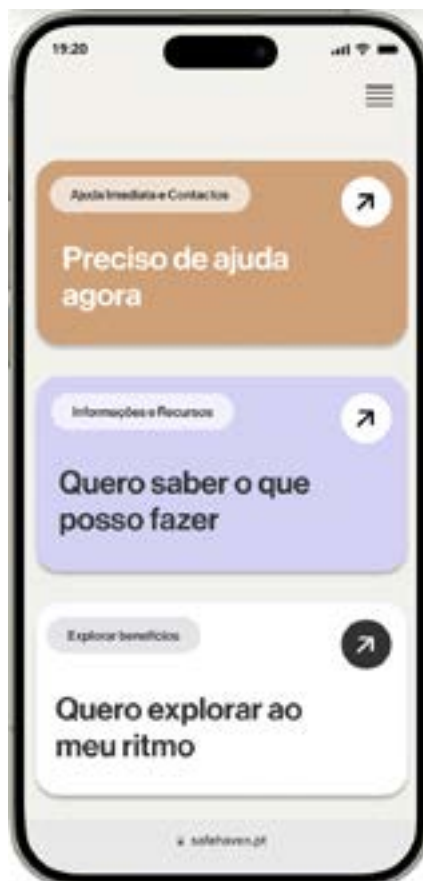 19:20
Ajuda Imediata e Contactos
Preciso de ajuda
agora
Informações e Recursos
Quero saber o que
posso fazer
Explorar benefícios
Quero explorar ao
meu ritmo
safehaven.pt